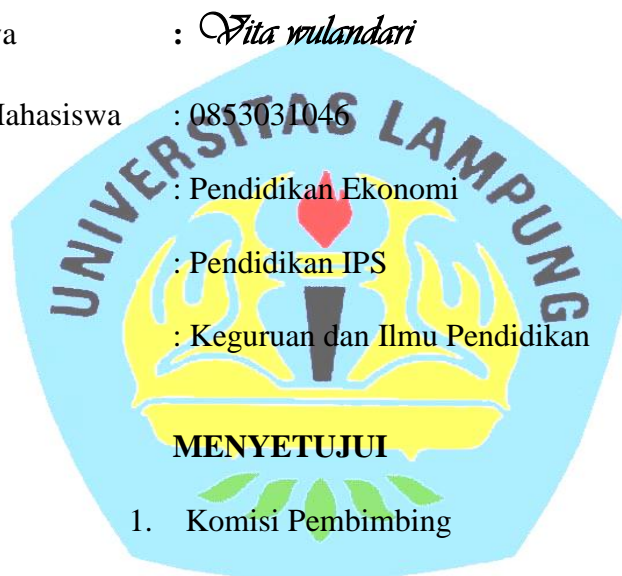 : Vita wulandari
Mahasiswa : 0853031046
: Pendidikan Ekonomi
: Pendidikan IPS
: Keguruan dan Ilmu Pendidikan
MENYETUJUI
1. Komisi Pembimbing
UNIVERSITAS LAMPUNG